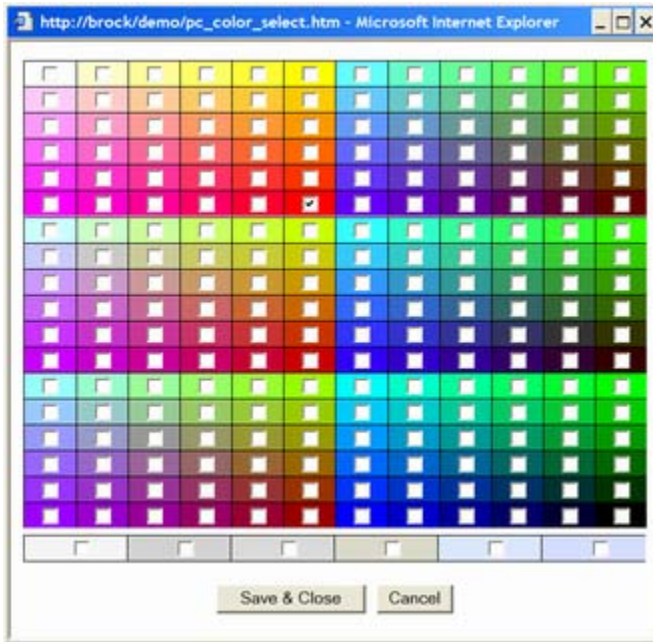 http://brock/demo/pc_color_select.htm - Microsoft Internet Explorer
Save & Close
Cancel